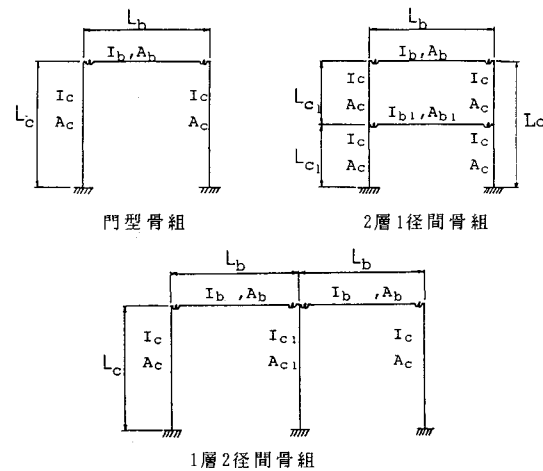 L_b
I_b , A_b
L_c
I_c
A_c
I_c
A_c
門型骨組
L_b
I_b , A_b
I_c
A_c
I_c
A_c
L_c1
I_b1 , A_b1
L_c1
I_c
A_c
I_c
A_c
L_c
2層1径間骨組
L_b
L_b
I_b , A_b
I_b , A_b
L_c
I_c
A_c
I_c1
A_c1
I_c
A_c
1層2径間骨組